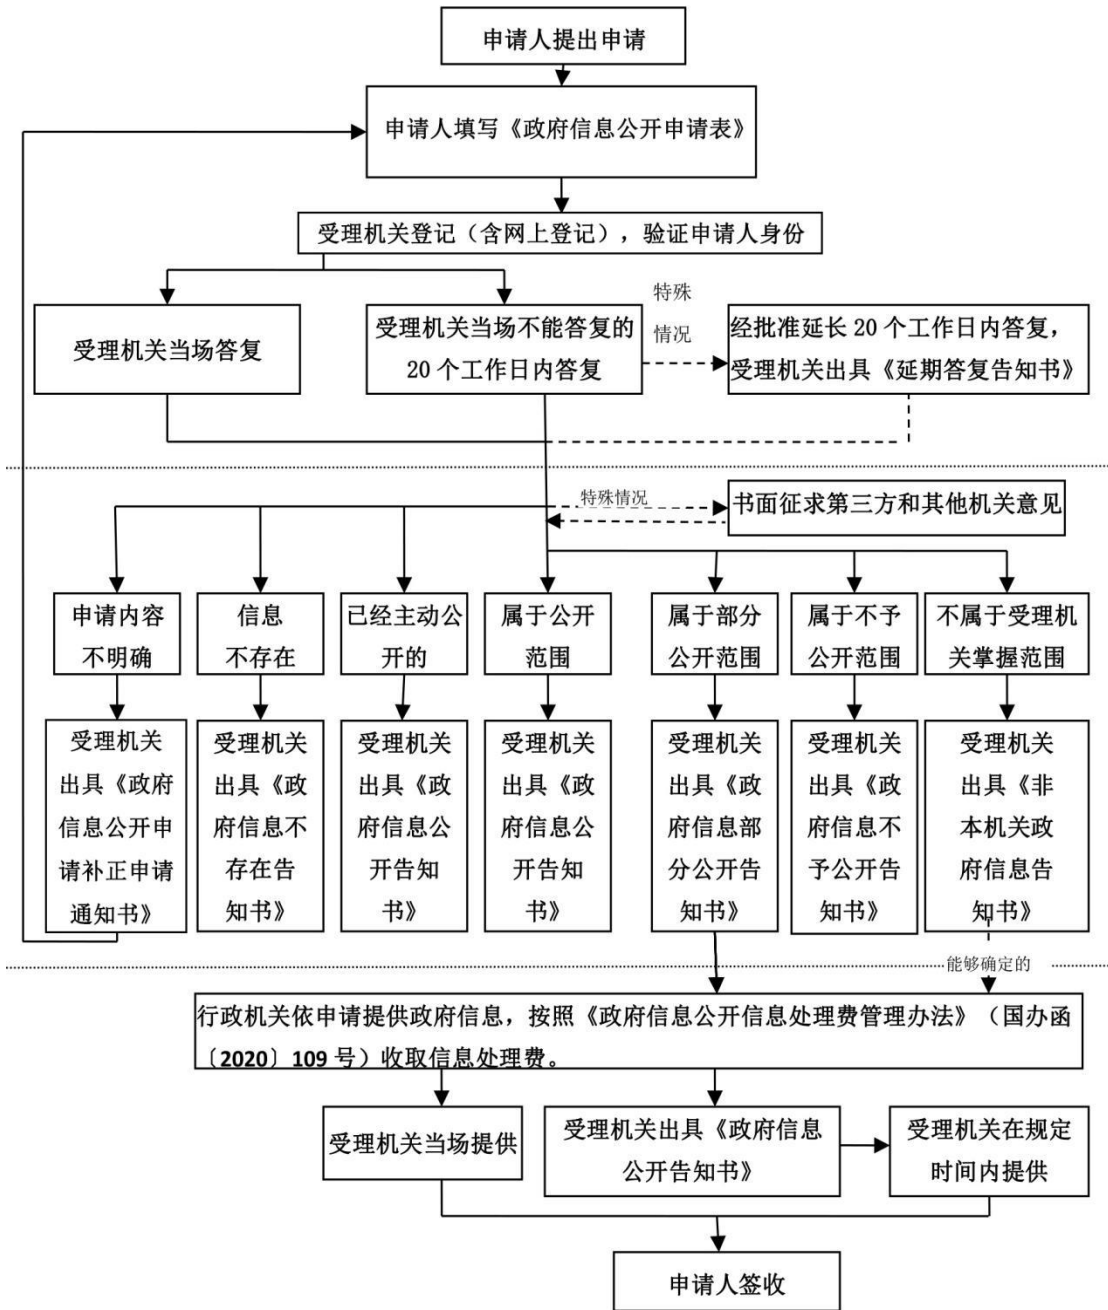 申请人提出申请
申请人填写《政府信息公开申请表》
受理机关登记（含网上登记），验证申请人身份
特殊
情况
受理机关当场答复
受理机关当场不能答复的
20 个工作日内答复
经批准延长 20 个工作日内答复，
受理机关出具《延期答复告知书》
特殊情况
书面征求第三方和其他机关意见
申请内容
不明确
信息
不存在
已经主动公
开的
属于公开
范围
属于部分
公开范围
属于不予
公开范围
不属于受理机
关掌握范围
受理机关
出具《政府
信息公开申
请补正申请
通知书》
受理机关
出具《政
府信息不
存在告
知书》
受理机关
出具《政
府信息公
开告知
书》
受理机关
出具《政
府信息公
开告知
书》
受理机关
出具《政
府信息部
分公开告
知书》
受理机关
出具《政
府信息不
予公开告
知书》
受理机关
出具《非
本机关政
府信息告
知书》
能够确定的
行政机关依申请提供政府信息，按照《政府信息公开信息处理费管理办法》（国办函
〔2020〕109 号）收取信息处理费。
受理机关当场提供
受理机关出具《政府信息
公开告知书》
受理机关在规定
时间内提供
申请人签收